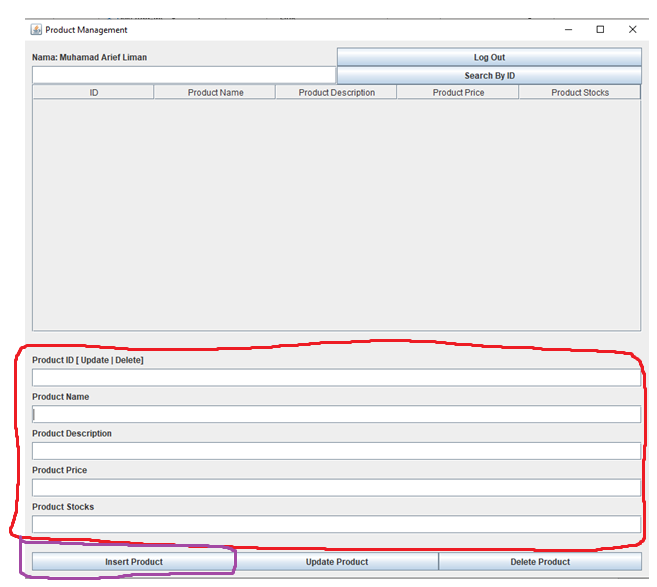 Product Management
Nama: Muhamad Arief Liman
Log Out
Search By ID
ID Product Name Product Description Product Price Product Stocks
Product ID [ Update | Delete]
Product Name
Product Description
Product Price
Product Stocks
Insert Product Update Product Delete Product